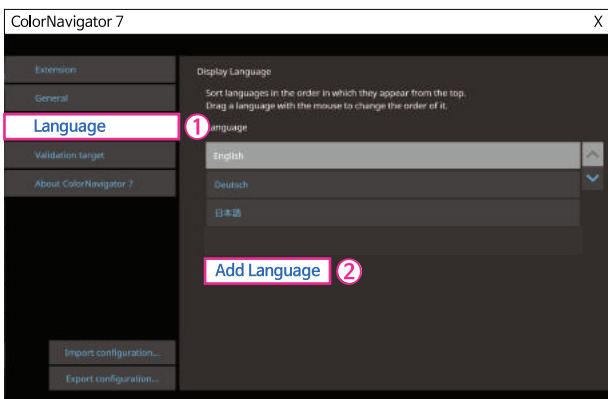 ColorNavigator 7 X
Extension
General
Language
Validation target
About ColorNavigator 7
Import configuration...
Export configuration...
1
Display Language
Sort languages in the order in which they appear from the top.
Drag a language with the mouse to change the order of it.
anguage
English
Deutsch
日本語
Add Language 2